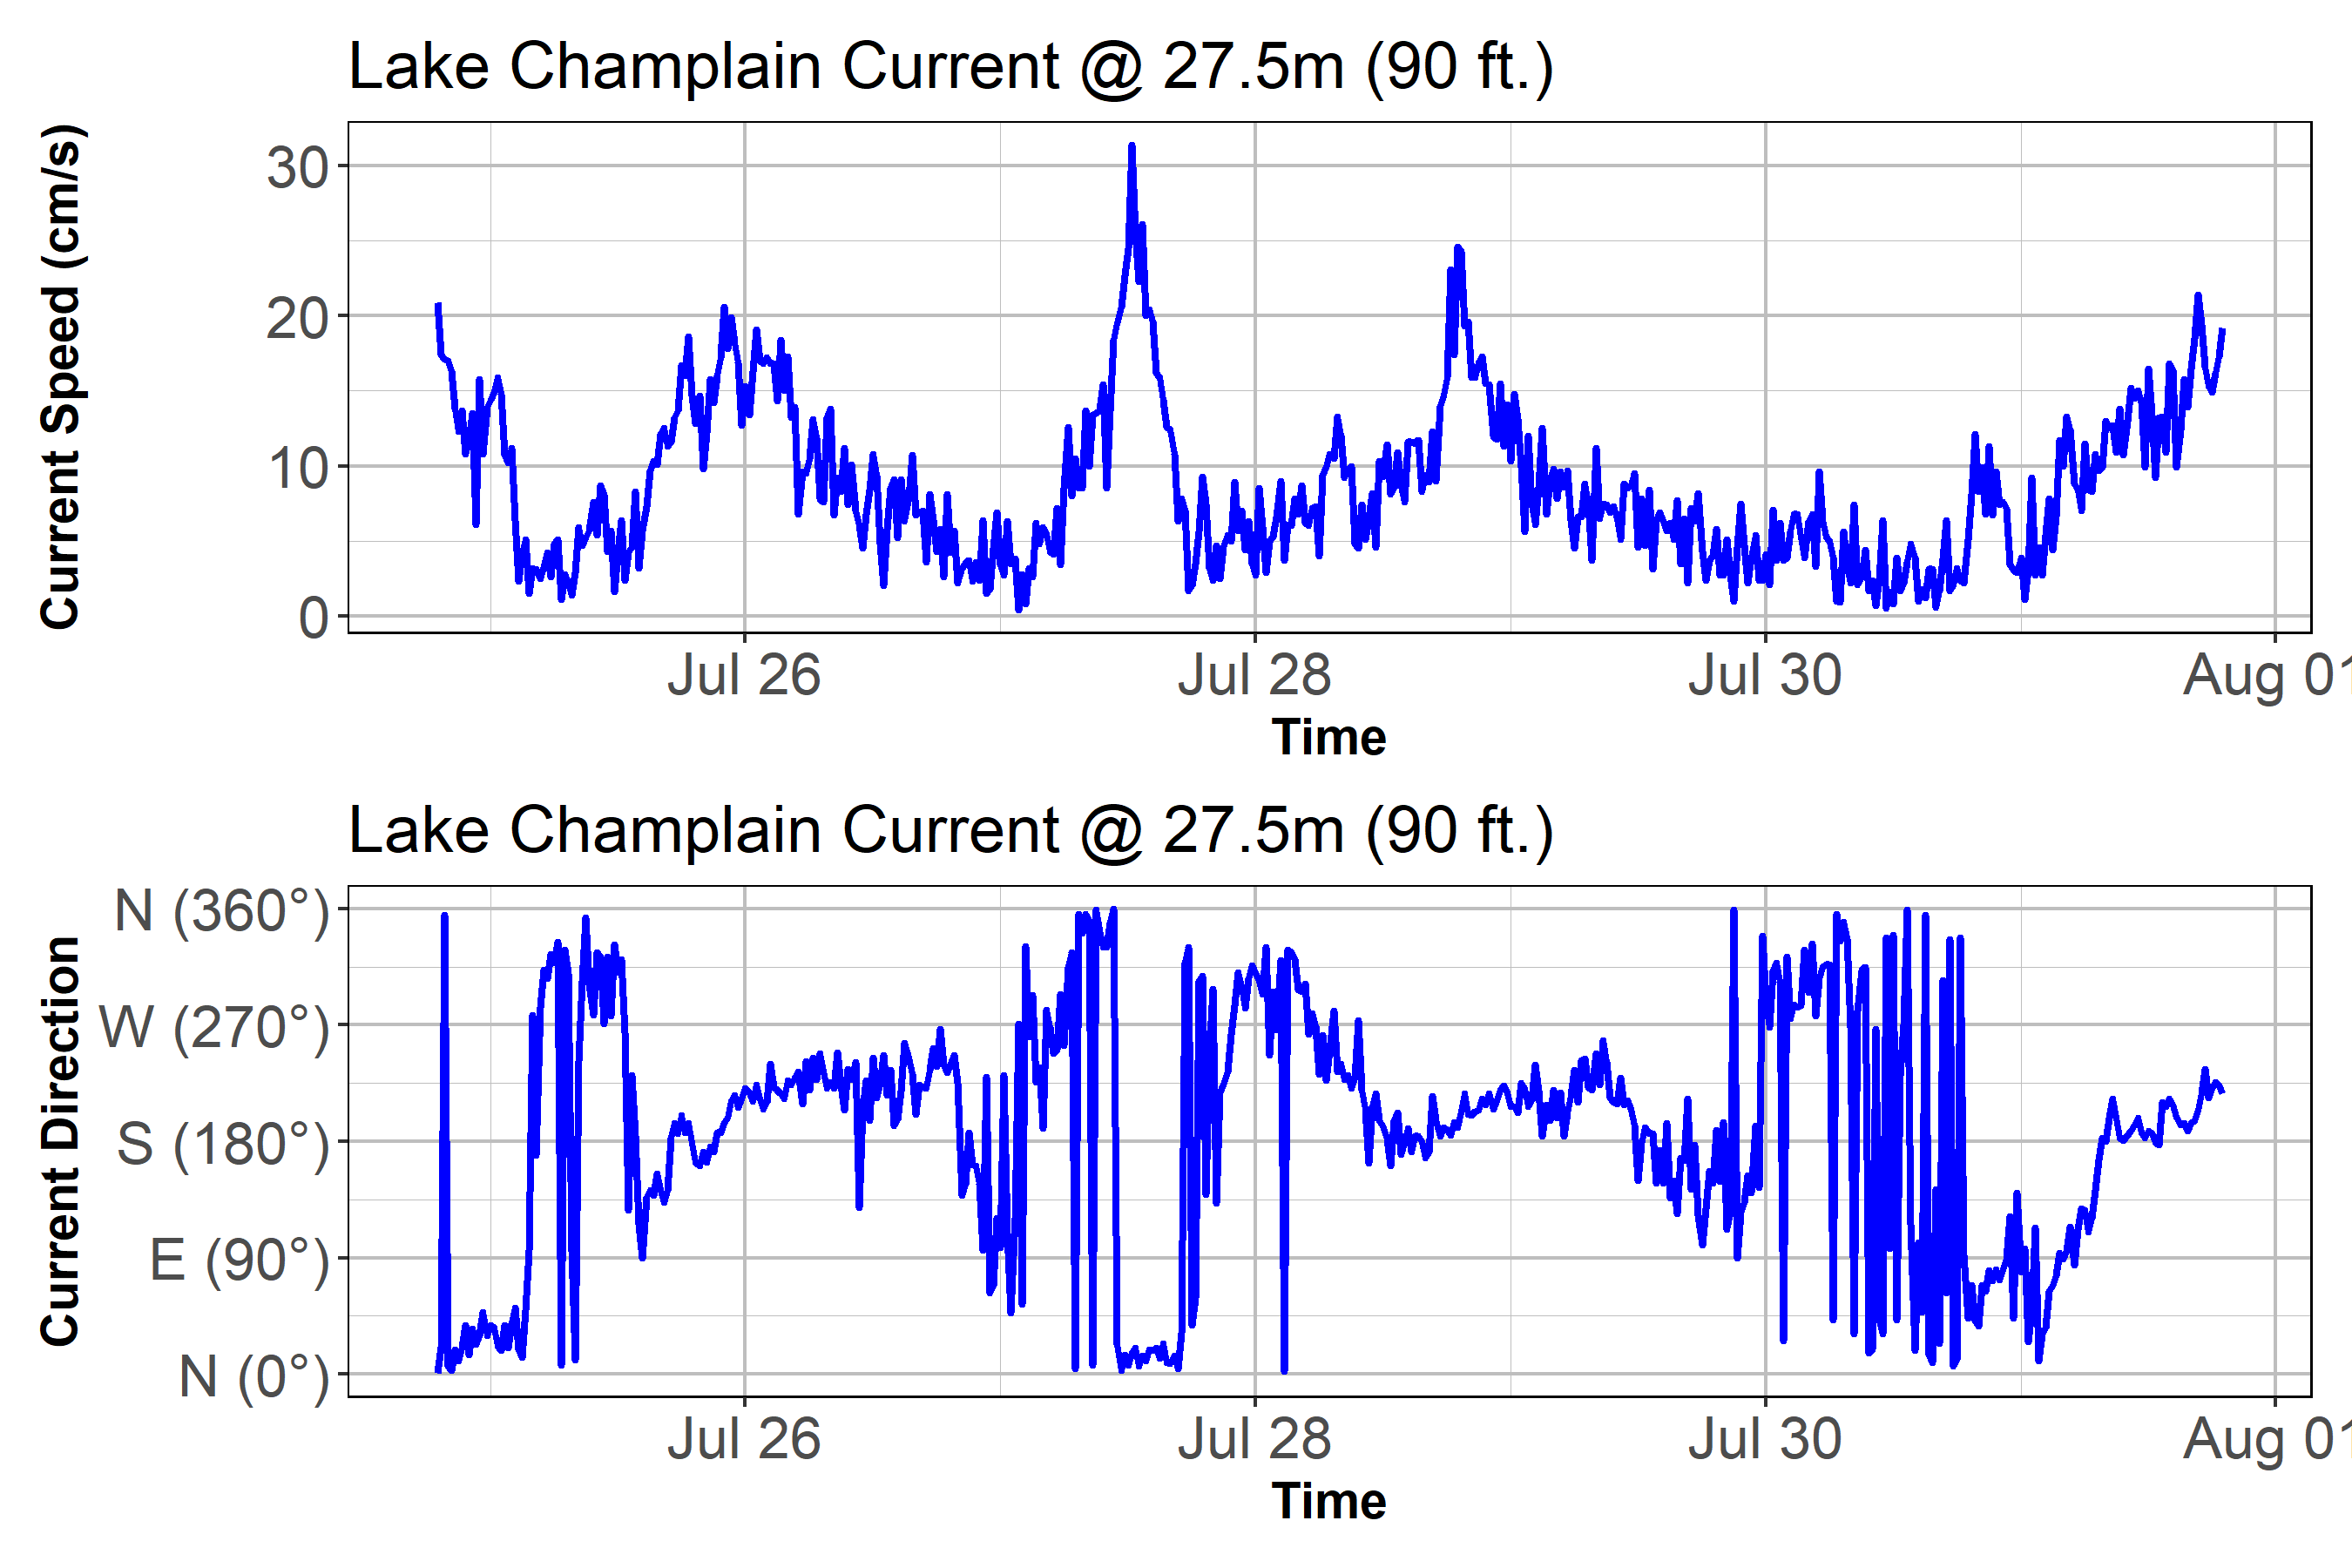 Lake Champlain Current @ 27.5m (90 ft.)
Current Speed (cm/s)
30
20
10
0
Jul 26 Jul 28 Jul 30 Aug 01
Time
Lake Champlain Current @ 27.5m (90 ft.)
Current Direction
N (360°)
W (270°)
S (180°)
E (90°)
N (0°)
Jul 26 Jul 28 Jul 30 Aug 01
Time